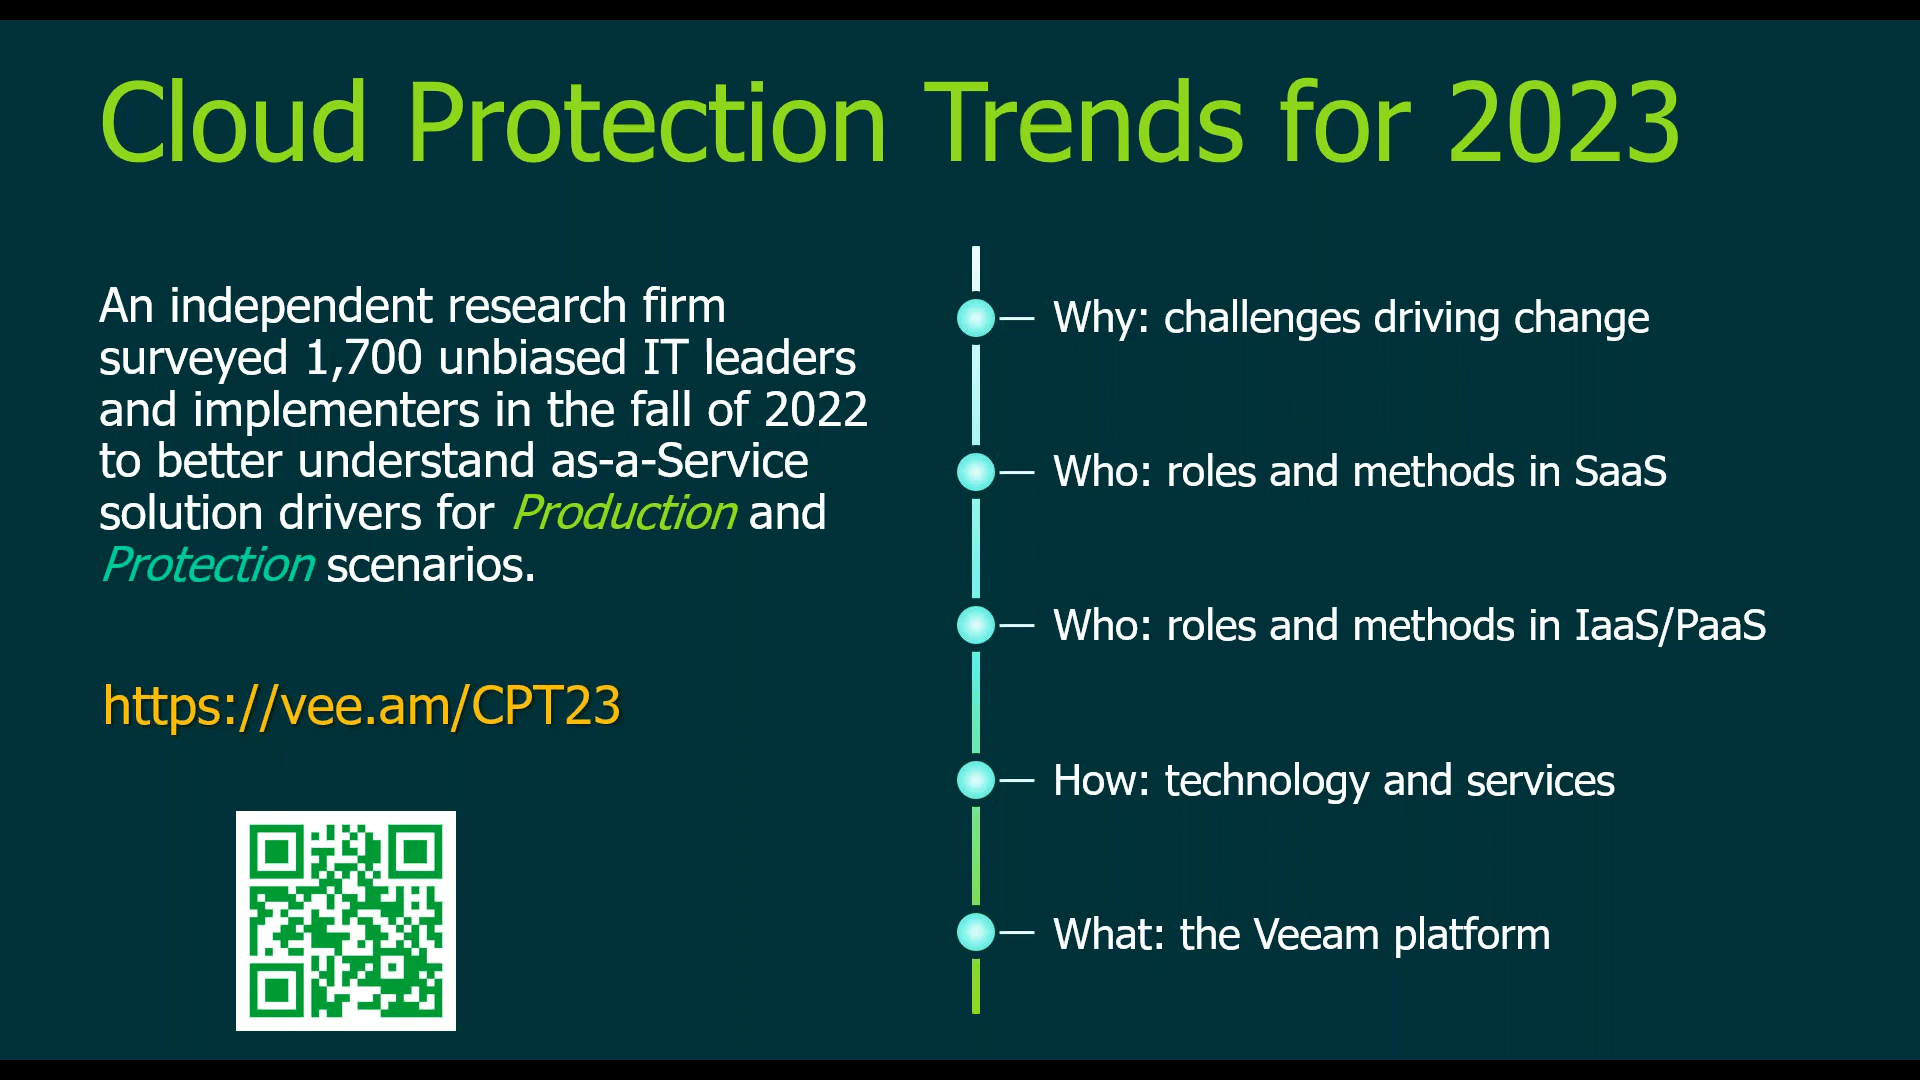 Cloud Protection Trends for 2023
An independent research firm
surveyed 1,700 unbiased IT leaders
and implementers in the fall of 2022
to better understand as-a-Service
solution drivers for Production and
Protection scenarios.
https://vee.am/CPT23
Why: challenges driving change
Who: roles and methods in SaaS
Who: roles and methods in IaaS/PaaS
How: technology and services
What: the Veeam platform